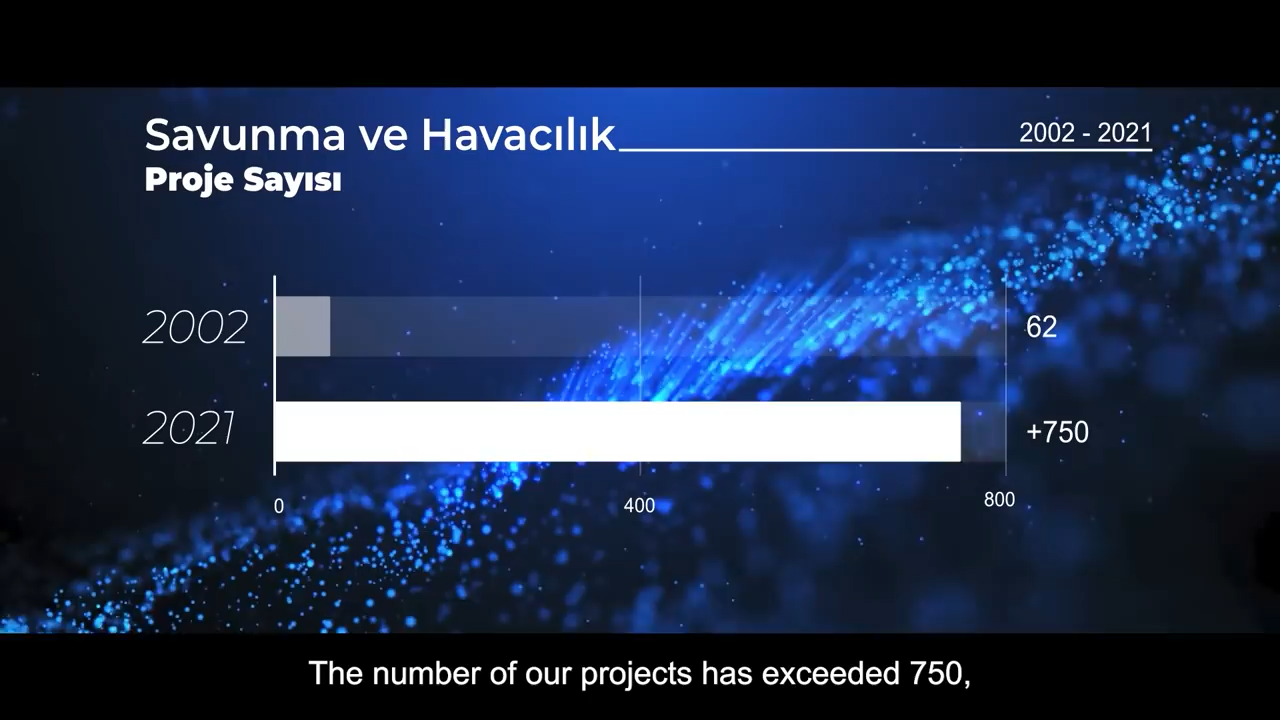 Savunma ve Havacılık
2002 - 2021
Proje Sayısı
2002
62
2021
+750
0
400
800
The number of our projects has exceeded 750,